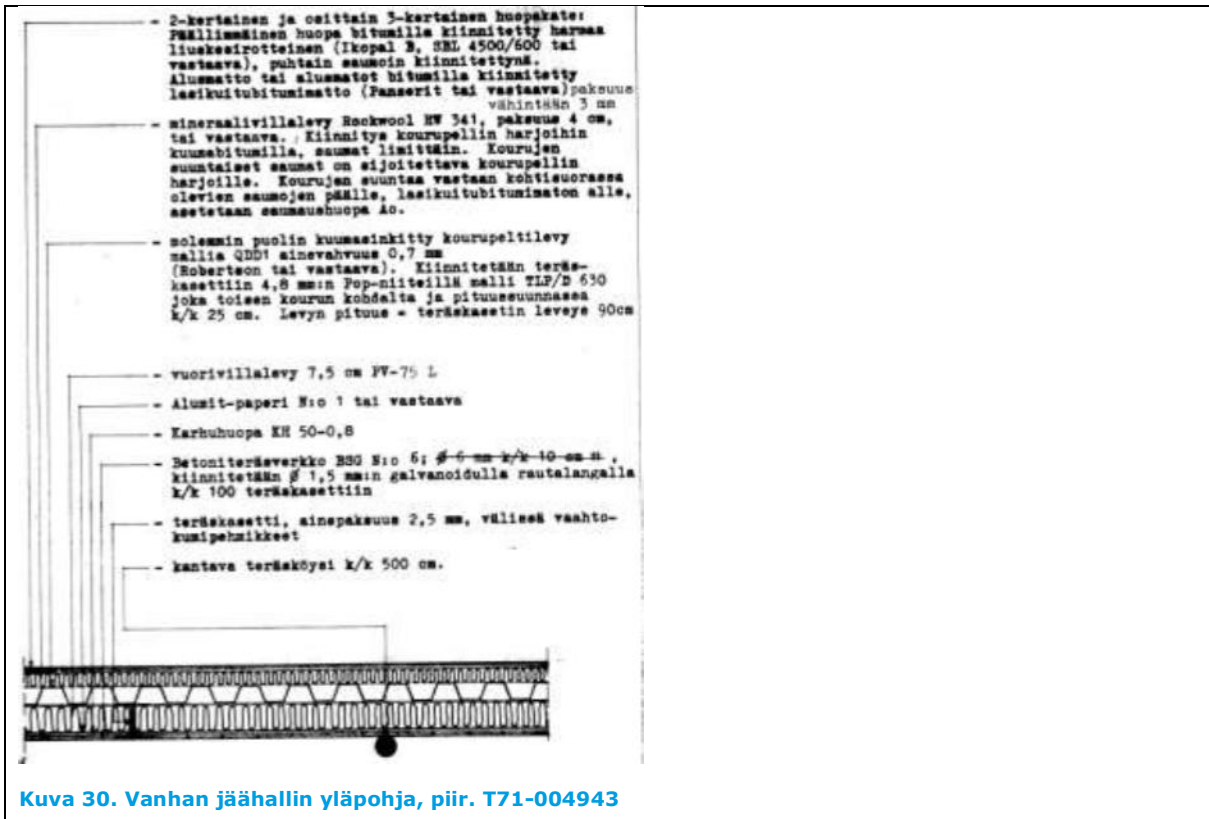 - 2-kertainen ja osittain 3-kertainen huopakate:
Päällimmäinen huopa bitumilla kiinnitetty harmaa
liuskesirotteinen (Ikopal B, SBL 4500/600 tai
vastaava), puhtain saumoin kiinnitettynä.
Alusmatto tai alusmatot bitumilla kiinnitetty
lasikuitubitumimatto (Panserit tai vastaava) paksuus
vähintään 3 mm
- mineraalivillalevy Rockwool HW 341, paksuus 4 cm,
tai vastaava. Kiinnitys kourupellin harjoihin
kuumabitumilla, saumat limittäin. Kourujen
suuntaiset saumat on sijoitettava kourupellin
harjoille. Kourujen suuntaa vastaan kohtisuorassa
olevien saumojen päälle, lasikuitubitumimaton alle,
asetetaan saumaushuopa Ao.
- molemmin puolin kuumasinkitty kourupeltilevy
mallia QDD1 ainevahvuus 0,7 mm
(Robertson tai vastaava). Kiinnitetään teräs-
kasettiin 4,8 mm:n Pop-niiteillä malli TLP/D 630
joka toisen kourun kohdalta ja pituussuunnassa
k/k 25 cm. Levyn pituus = teräskasetin leveys 90cm
- vuorivillalevy 7,5 cm PV-75 L
- Alumit-paperi N:o 1 tai vastaava
- Karhuhuopa KH 50-0,8
- Betoniteräsverkko BSG N:o 6; ø 6 mm k/k 10 cm ,
kiinnitetään ø 1,5 mm:n galvanoidulla rautalangalla
k/k 100 teräskasettiin
- teräskasetti, ainepaksuus 2,5 mm, välissä vaahto-
kumipehmikkeet
- kantava teräsköysi k/k 500 cm.
Kuva 30. Vanhan jäähallin yläpohja, piir. T71-004943